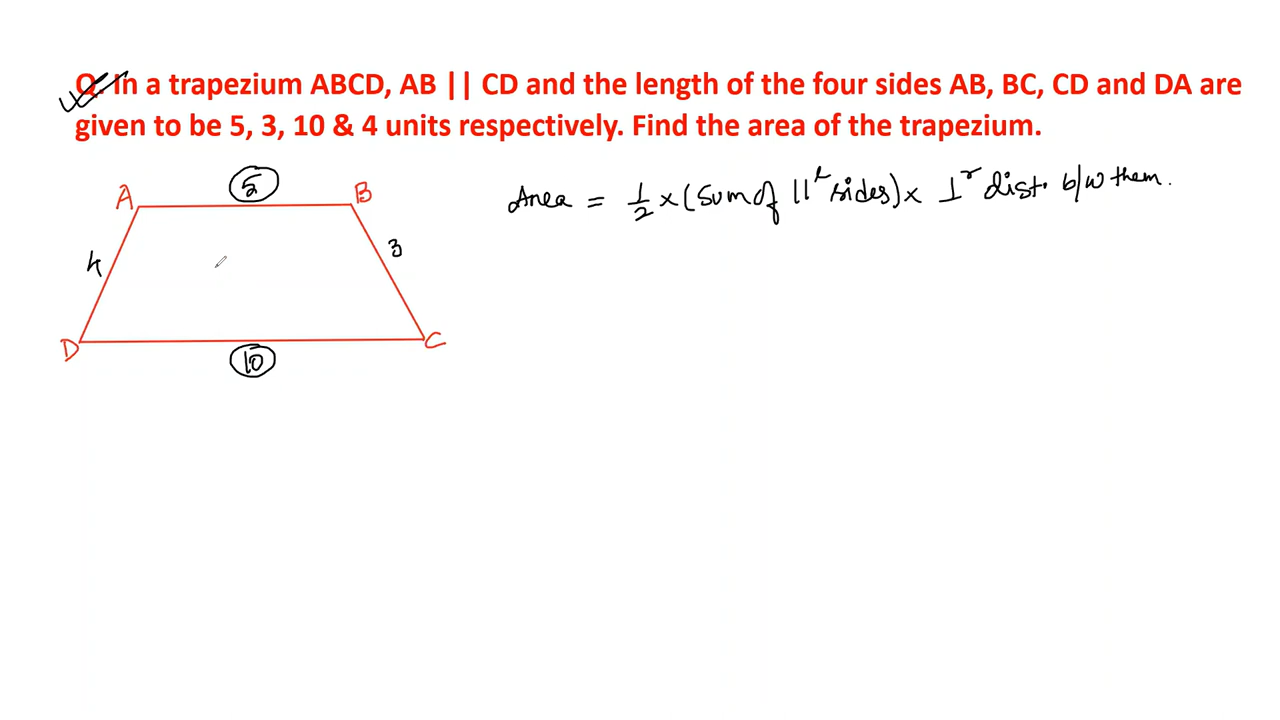 Q. In a trapezium ABCD, AB || CD and the length of the four sides AB, BC, CD and DA are
given to be 5, 3, 10 & 4 units respectively. Find the area of the trapezium.
Area = 1/2 × (Sum of ||ˡ sides) × ⊥ʳ dist. b/w them.
A 5 B
4 3
D 10 C